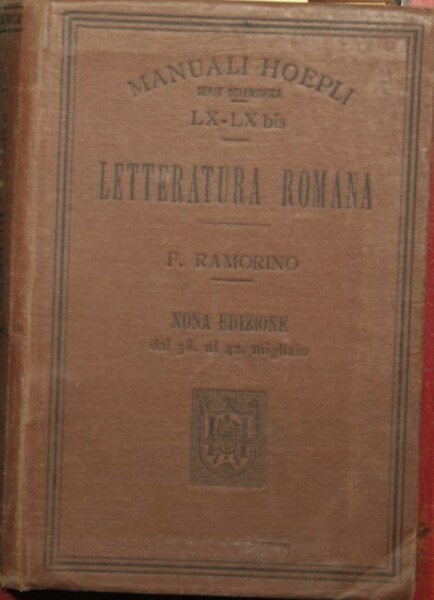 MANUALI HOEPLI
SERIE SCIENTIFICA
LX-LX bis
LETTERATURA ROMANA
F. RAMORINO
NONA EDIZIONE
dal 38. al 42. migliaio